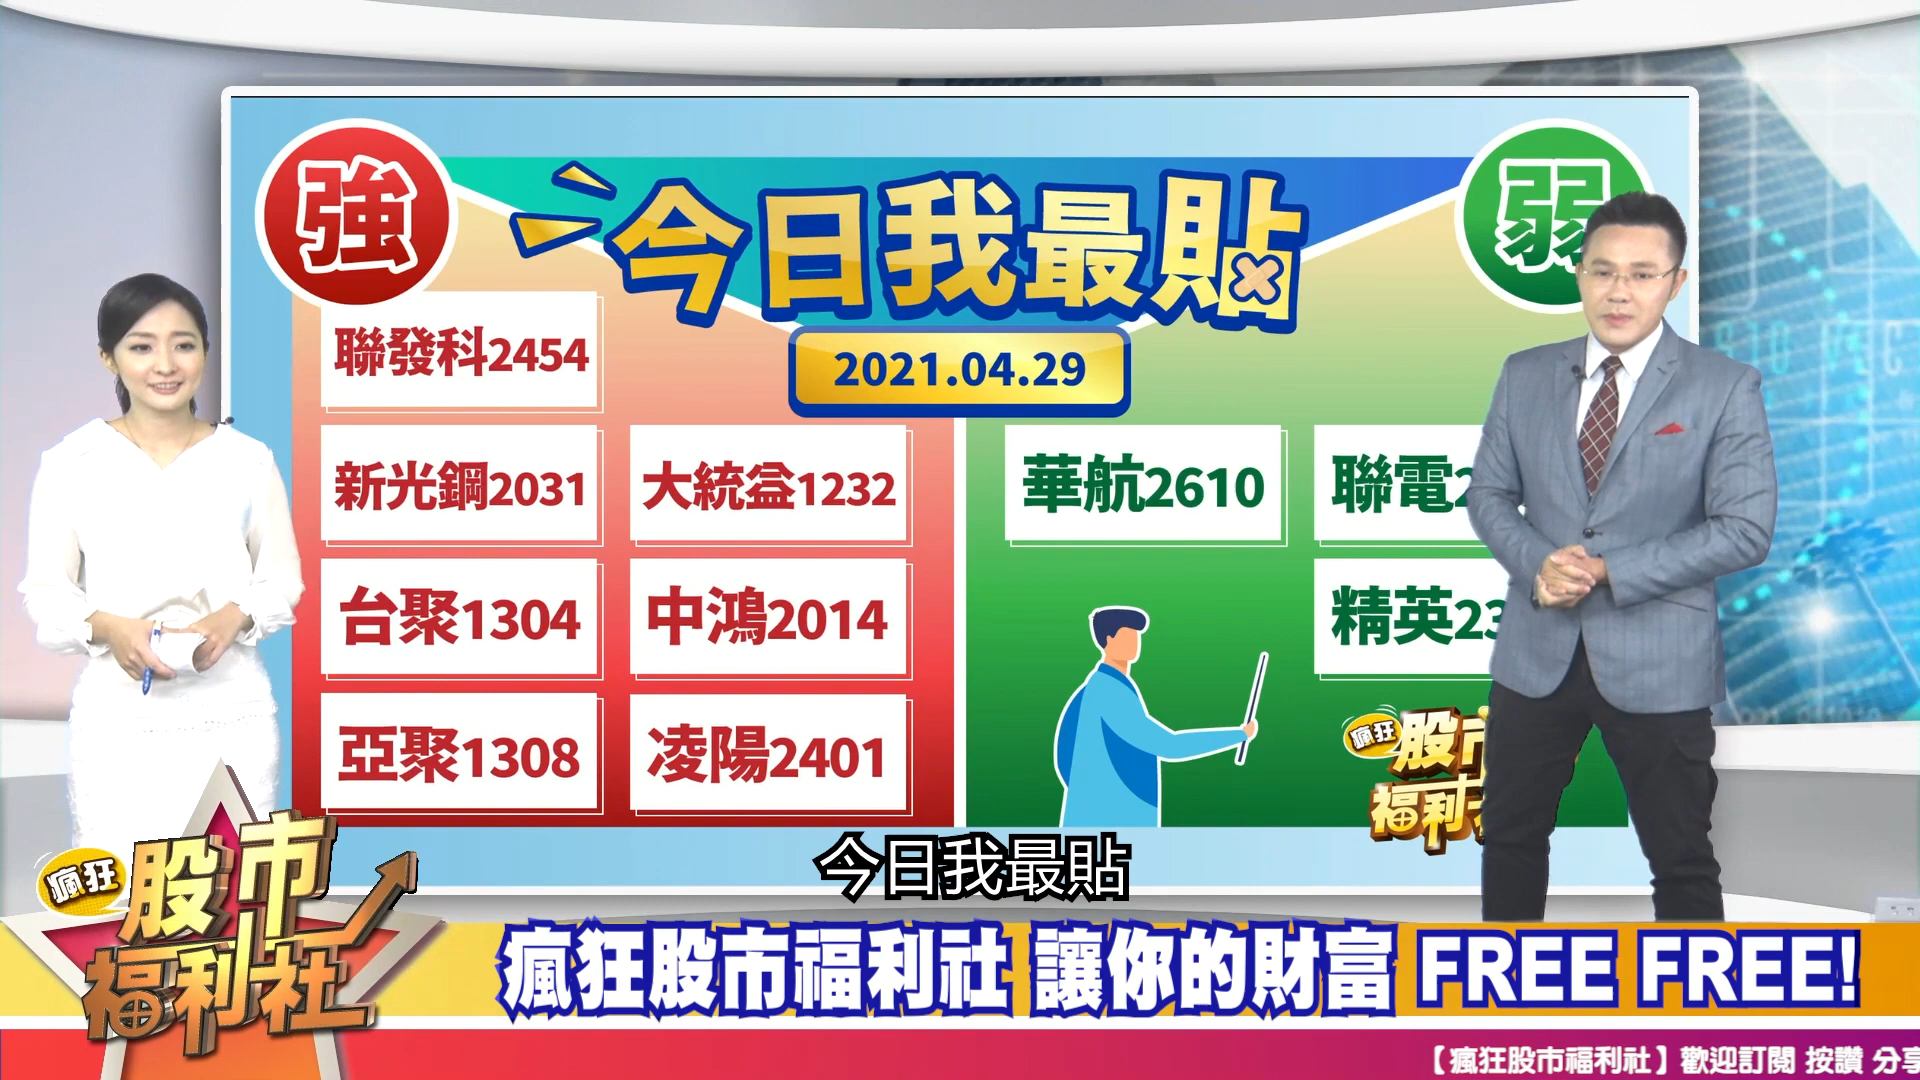 強
今日我最貼
弱
2021.04.29
聯發科2454
新光鋼2031
大統益1232
台聚1304
中鴻2014
亞聚1308
凌陽2401
華航2610
聯電2
精英23
瘋狂
股市
福利
今日我最貼
瘋狂
股市
福利社
瘋狂股市福利社 讓你的財富 FREE FREE!
【瘋狂股市福利社】歡迎訂閱 按讚 分享